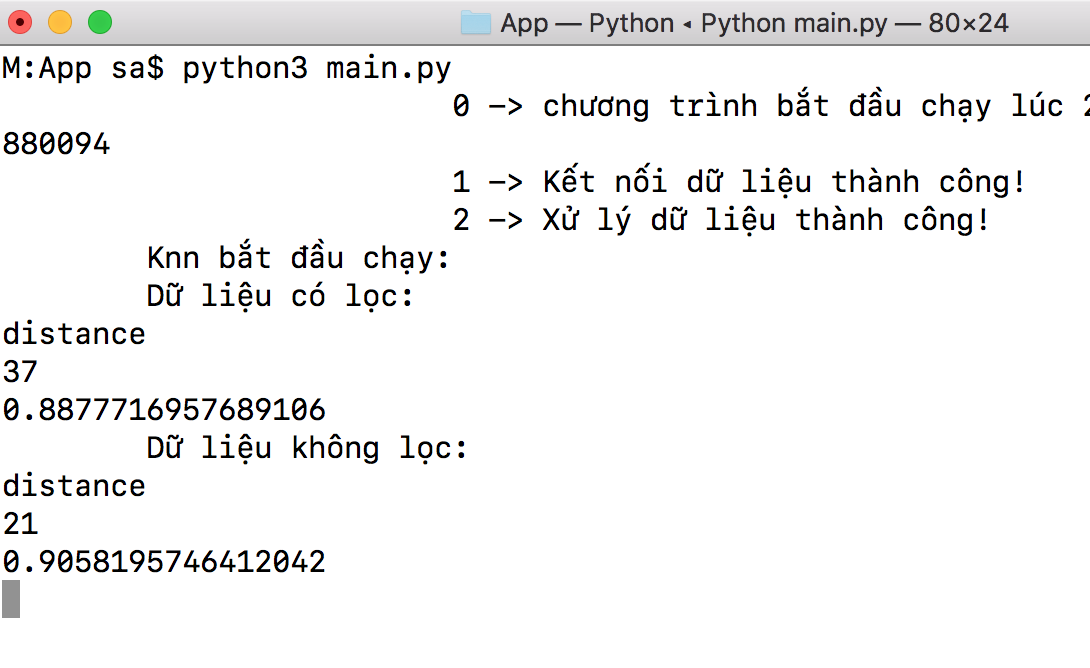 App — Python ◂ Python main.py — 80×24
M:App sa$ python3 main.py
0 –> chương trình bắt đầu chạy lúc
880094
1 –> Kết nối dữ liệu thành công!
2 –> Xử lý dữ liệu thành công!
Knn bắt đầu chạy:
Dữ liệu có lọc:
distance
37
0.8877716957689106
Dữ liệu không lọc:
distance
21
0.9058195746412042